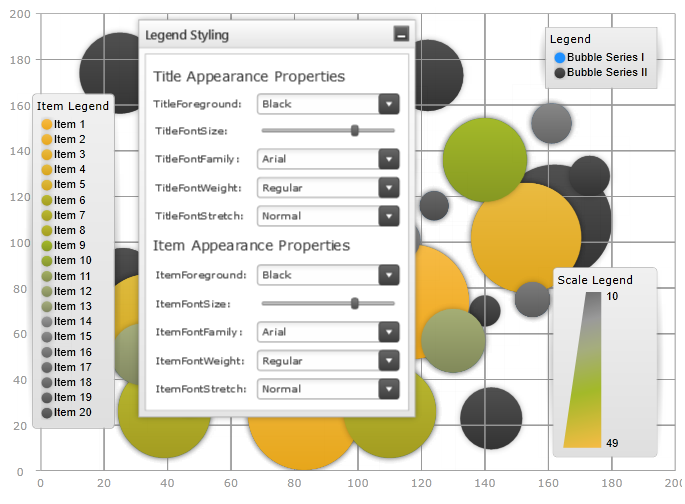 200
180
160
140
120
100
80
60
40
20
0
0
20
40
60
80
100
120
140
160
180
200
Item Legend
Item 1
Item 2
Item 3
Item 4
Item 5
Item 6
Item 7
Item 8
Item 9
Item 10
Item 11
Item 12
Item 13
Item 14
Item 15
Item 16
Item 17
Item 18
Item 19
Item 20
Legend Styling
Title Appearance Properties
TitleForeground: Black
TitleFontSize:
TitleFontFamily: Arial
TitleFontWeight: Regular
TitleFontStretch: Normal
Item Appearance Properties
ItemForeground: Black
ItemFontSize:
ItemFontFamily: Arial
ItemFontWeight: Regular
ItemFontStretch: Normal
Legend
Bubble Series I
Bubble Series II
Scale Legend
10
49